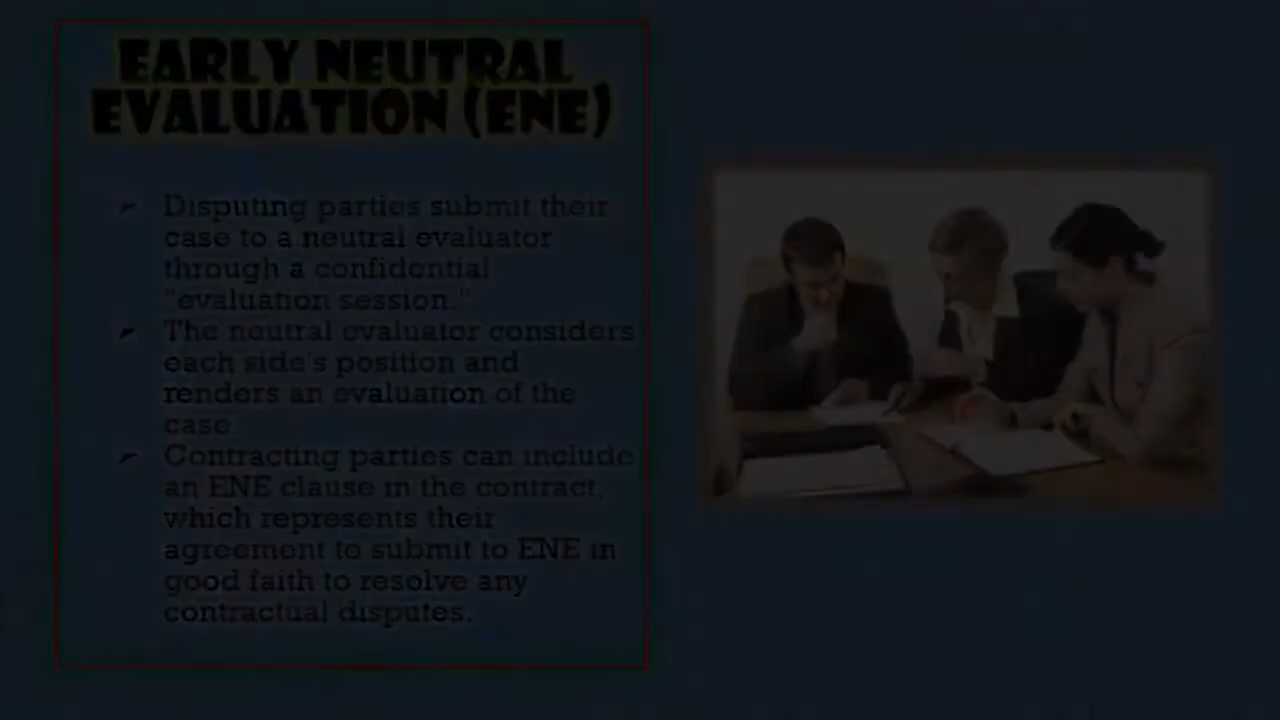 EARLY NEUTRAL
EVALUATION (ENE)
Disputing parties submit their
case to a neutral evaluator
through a confidential
"evaluation session."
The neutral evaluator considers
each side's position and
renders an evaluation of the
case.
Contracting parties can include
an ENE clause in the contract,
which represents their
agreement to submit to ENE in
good faith to resolve any
contractual disputes.